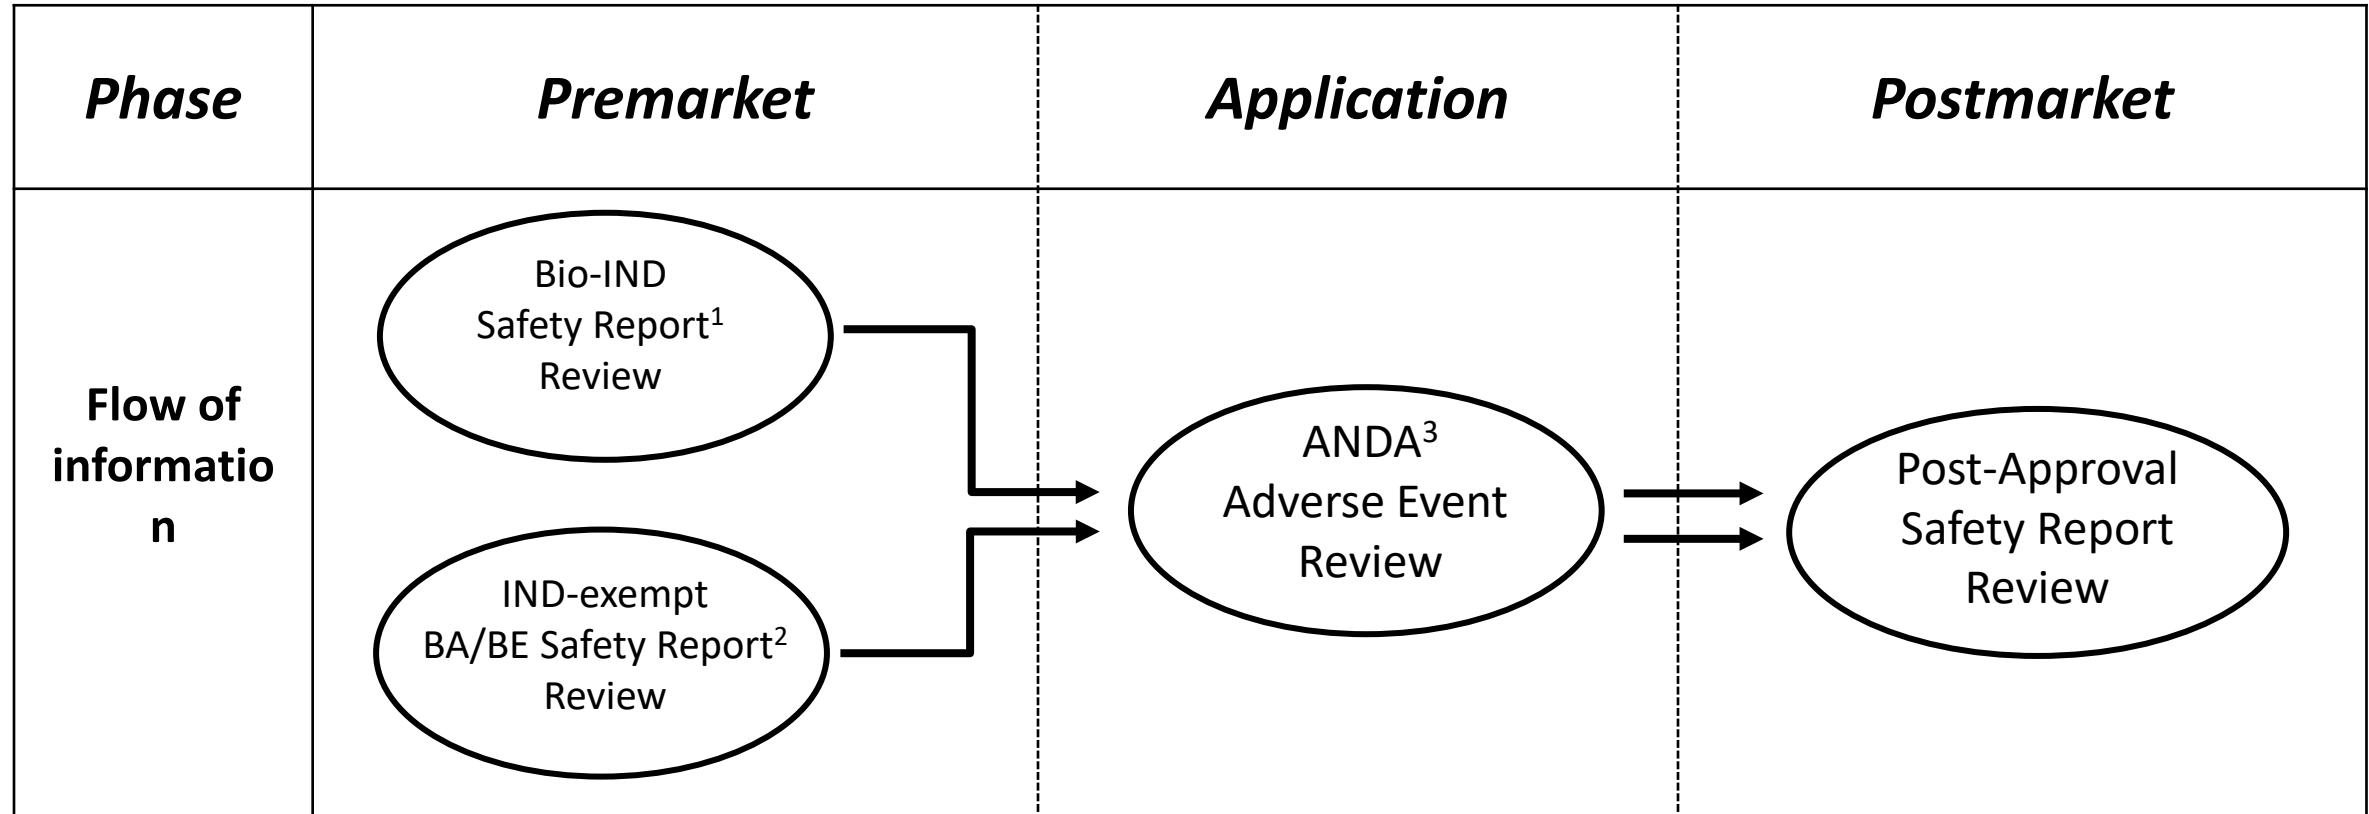 Phase
Premarket
Application
Postmarket
Flow of
informatio
n
Bio-IND
Safety Report¹
Review
IND-exempt
BA/BE Safety Report²
Review
ANDA³
Adverse Event
Review
Post-Approval
Safety Report
Review